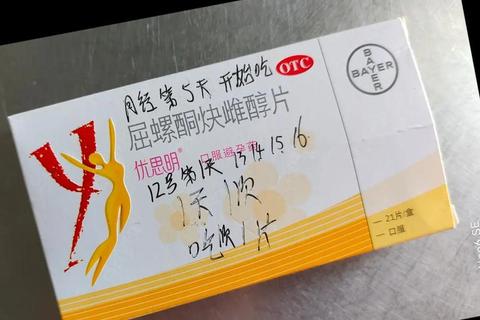 月经第5天开始吃
OTC
BAYER
BAYER
屈螺酮炔雌醇片
优思明®
口服避孕药
12号第1天 13 14 15 16
1天1次
吃次1片
21片/盒
口服